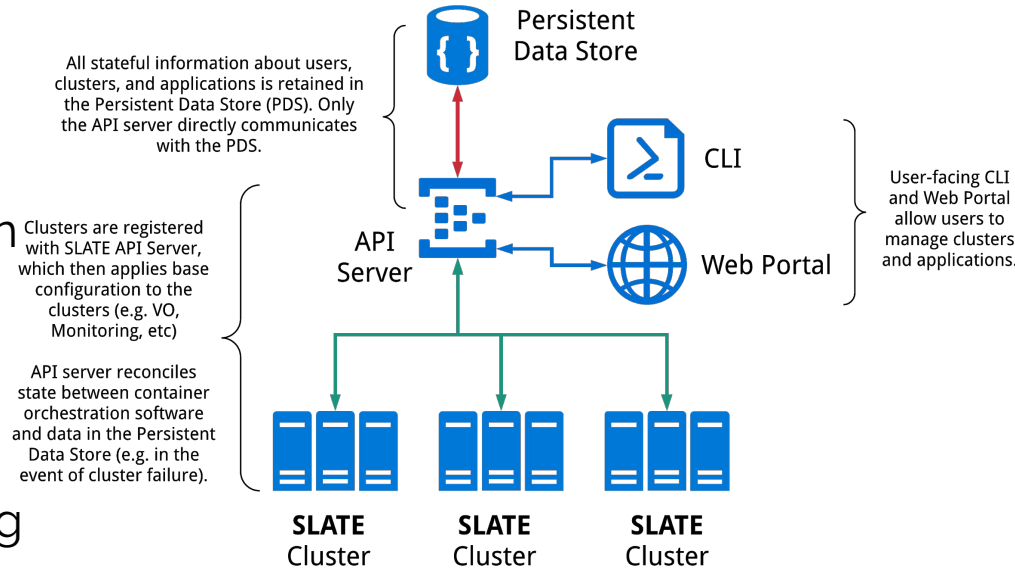 Persistent
Data Store
All stateful information about users,
clusters, and applications is retained in
the Persistent Data Store (PDS). Only
the API server directly communicates
with the PDS.
CLI
User-facing CLI
and Web Portal
allow users to
manage clusters
and applications.
n
Clusters are registered
with SLATE API Server,
which then applies base
configuration to the
clusters (e.g. VO,
Monitoring, etc)
API
Server
Web Portal
API server reconciles
state between container
orchestration software
and data in the Persistent
Data Store (e.g. in the
event of cluster failure).
g
SLATE
Cluster
SLATE
Cluster
SLATE
Cluster